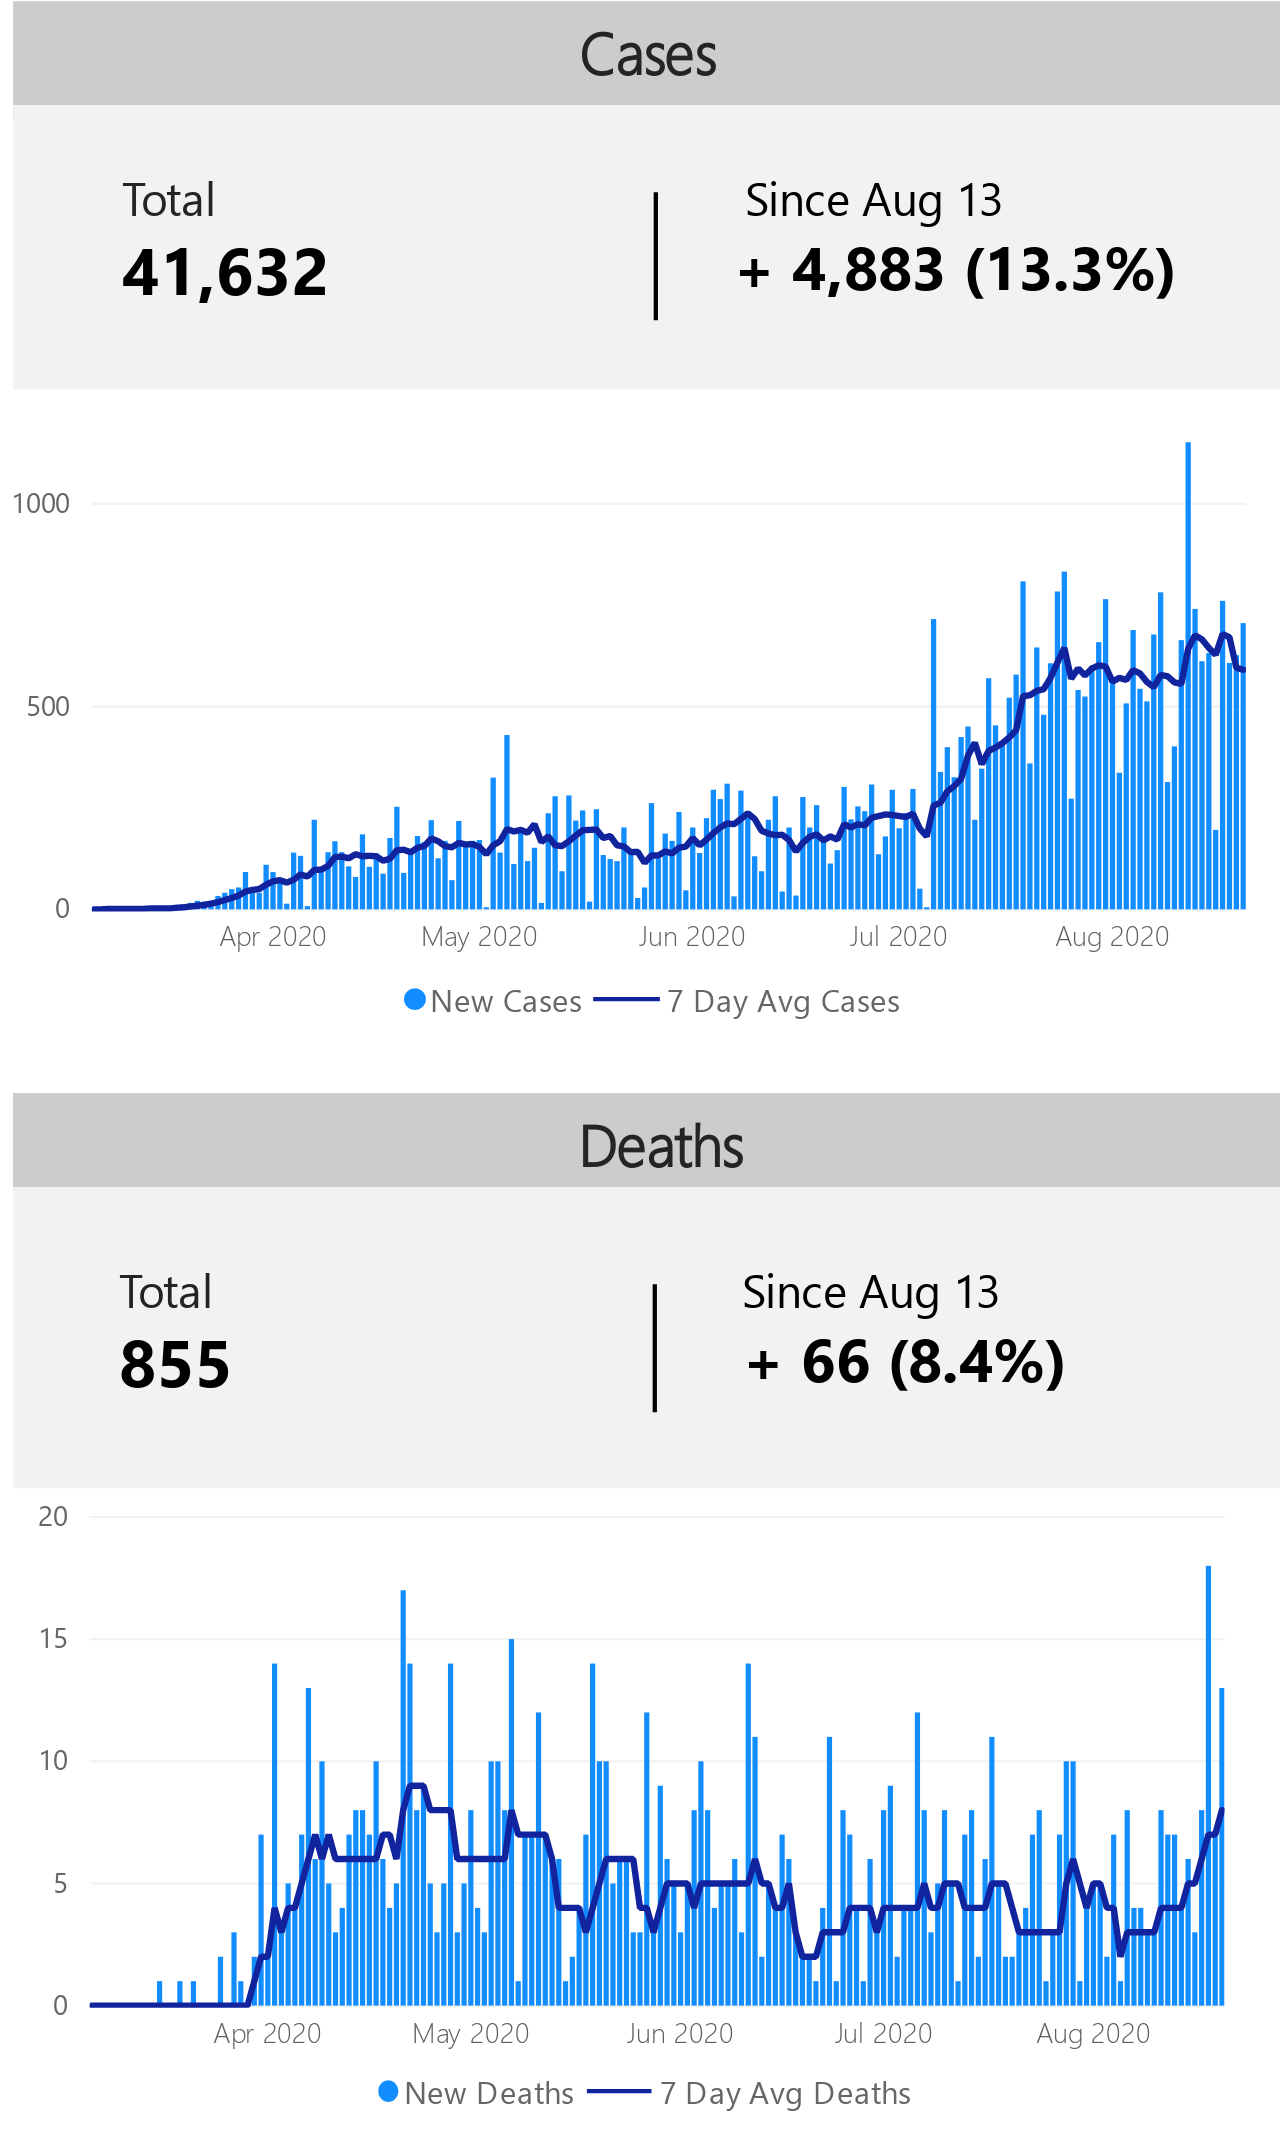 Cases
Total
Since Aug 13
41,632
+ 4,883 (13.3%)
1000
500
0
Apr 2020
May 2020
Jun 2020
Jul 2020
Aug 2020
New Cases
7 Day Avg Cases
Deaths
Total
Since Aug 13
855
+ 66 (8.4%)
20
15
10
5
0
Apr 2020
May 2020
Jun 2020
Jul 2020
Aug 2020
New Deaths
7 Day Avg Deaths